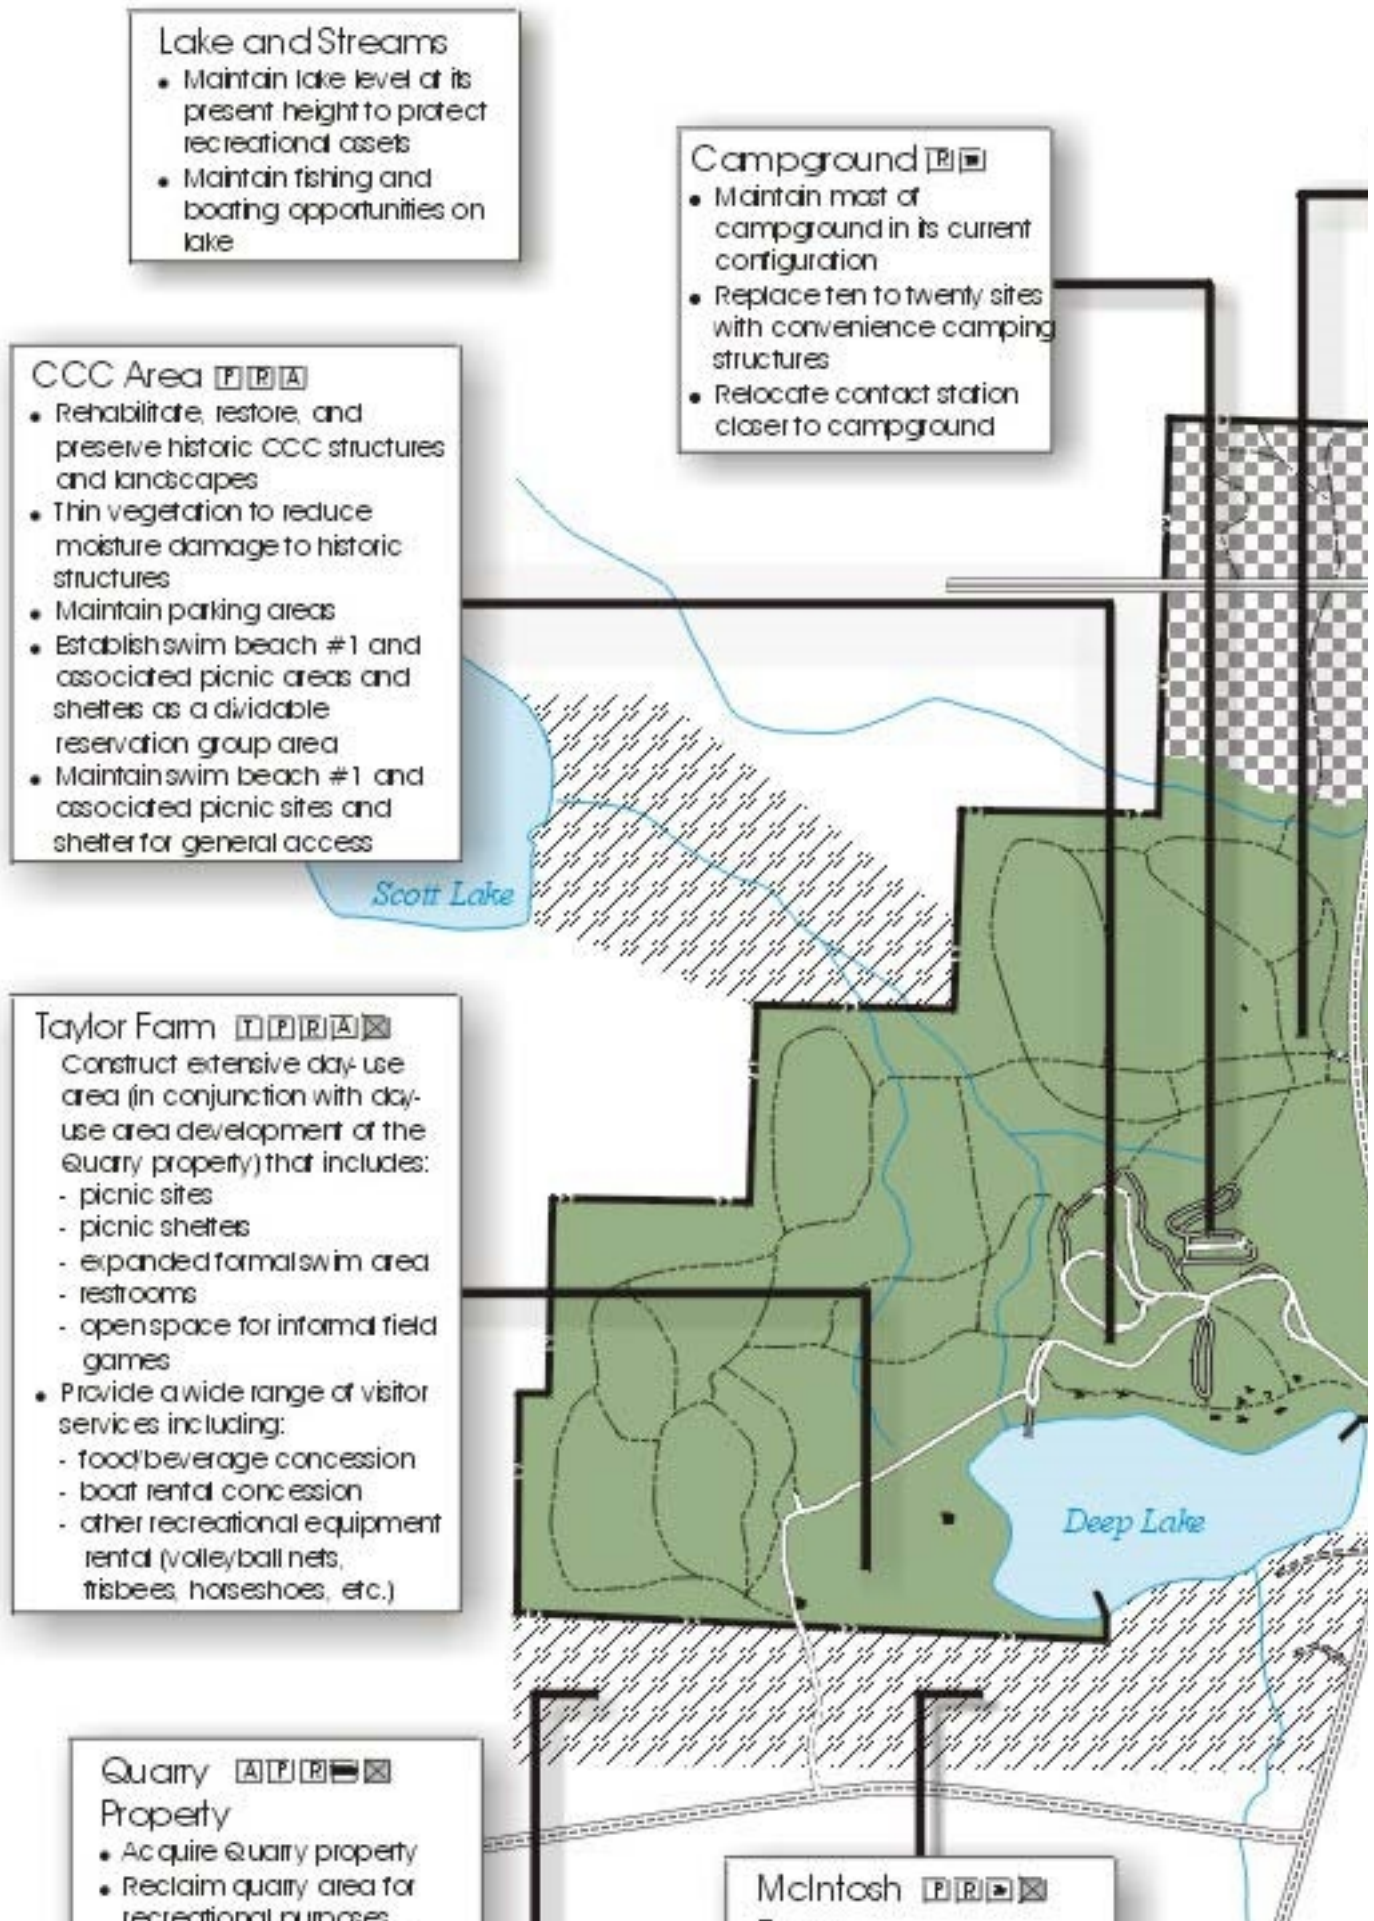 Lake and Streams
• Maintain lake level at its
present height to protect
recreational assets
• Maintain fishing and
boating opportunities on
lake
Campground P R
• Maintain most of
campground in its current
configuration
• Replace ten to twenty sites
with convenience camping
structures
• Relocate contact station
closer to campground
CCC Area P R A
• Rehabilitate, restore, and
preserve historic CCC structures
and landscapes
• Thin vegetation to reduce
moisture damage to historic
structures
• Maintain parking areas
• Establish swim beach #1 and
associated picnic areas and
shelters as a dividable
reservation group area
• Maintain swim beach #1 and
associated picnic sites and
shelter for general access
Scott Lake
Taylor Farm T P R A
Construct extensive day-use
area (in conjunction with day-
use area development of the
Quarry property) that includes:
- picnic sites
- picnic shelters
- expanded formal swim area
- restrooms
- open space for informal field
games
• Provide a wide range of visitor
services including:
- food/beverage concession
- boat rental concession
- other recreational equipment
rental (volleyball nets,
frisbees, horseshoes, etc.)
Deep Lake
Quarry A P R
Property
• Acquire Quarry property
• Reclaim quarry area for
recreational purposes
McIntosh P R